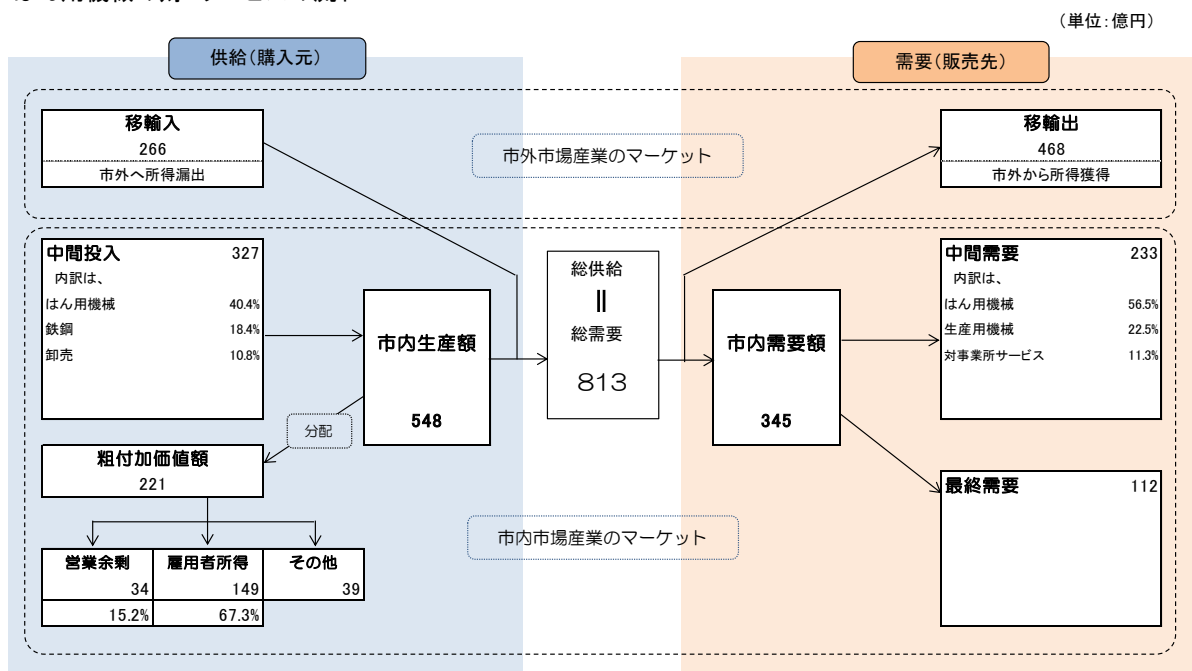 (単位:億円)
供給(購入元)
需要(販売先)
移輸入
266
市外へ所得漏出
市外市場産業のマーケット
移輸出
468
市外から所得獲得
中間投入 327
内訳は、
はん用機械 40.4%
鉄鋼 18.4%
卸売 10.8%
市内生産額
548
総供給
||
総需要
813
市内需要額
345
中間需要 233
内訳は、
はん用機械 56.5%
生産用機械 22.5%
対事業所サービス 11.3%
分配
粗付加価値額
221
最終需要 112
市内市場産業のマーケット
営業余剰 雇用者所得 その他
34 149 39
15.2% 67.3%